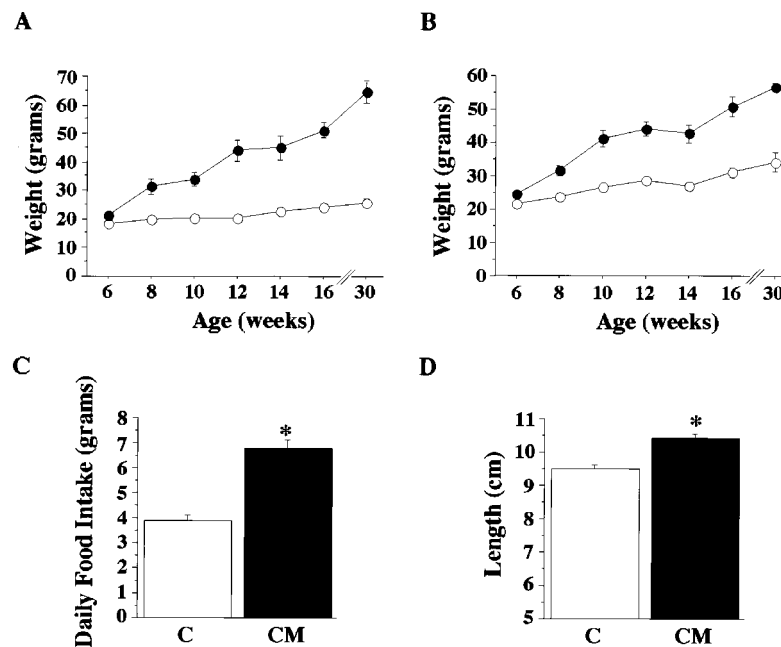 A
B
70
60
50
40
30
20
10
0
Weight (grams)
6 8 10 12 14 16 30
Age (weeks)
60
50
40
30
20
10
0
Weight (grams)
6 8 10 12 14 16 30
Age (weeks)
C
D
8
7
6
5
4
3
2
1
0
Daily Food Intake (grams)
*
C CM
11
10
9
8
7
6
5
Length (cm)
*
C CM